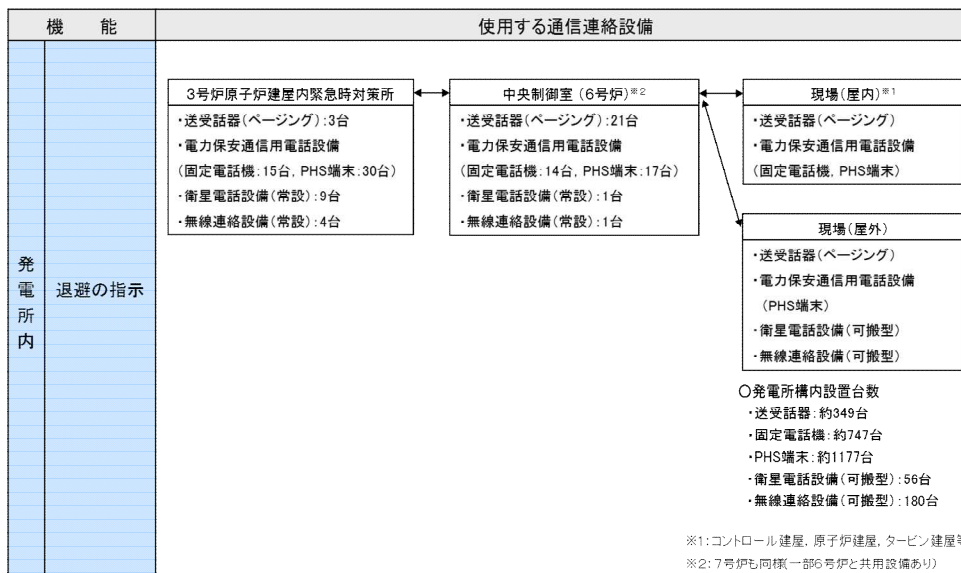 機　能
使用する通信連絡設備
発電所内
退避の指示
3号炉原子炉建屋内緊急時対策所
・送受話器(ページング):3台
・電力保安通信用電話設備
(固定電話機:15台, PHS端末:30台)
・衛星電話設備(常設):9台
・無線連絡設備(常設):4台
中央制御室(6号炉)※2
・送受話器(ページング):21台
・電力保安通信用電話設備
(固定電話機:14台, PHS端末:17台)
・衛星電話設備(常設):1台
・無線連絡設備(常設):1台
現場(屋内)※1
・送受話器(ページング)
・電力保安通信用電話設備
(固定電話機, PHS端末)
現場(屋外)
・送受話器(ページング)
・電力保安通信用電話設備
(PHS端末)
・衛星電話設備(可搬型)
・無線連絡設備(可搬型)
○発電所構内設置台数
・送受話器:約349台
・固定電話機:約747台
・PHS端末:約1177台
・衛星電話設備(可搬型):56台
・無線連絡設備(可搬型):180台
※1:コントロール建屋, 原子炉建屋, タービン建屋等
※2:7号炉も同様(一部6号炉と共用設備あり)